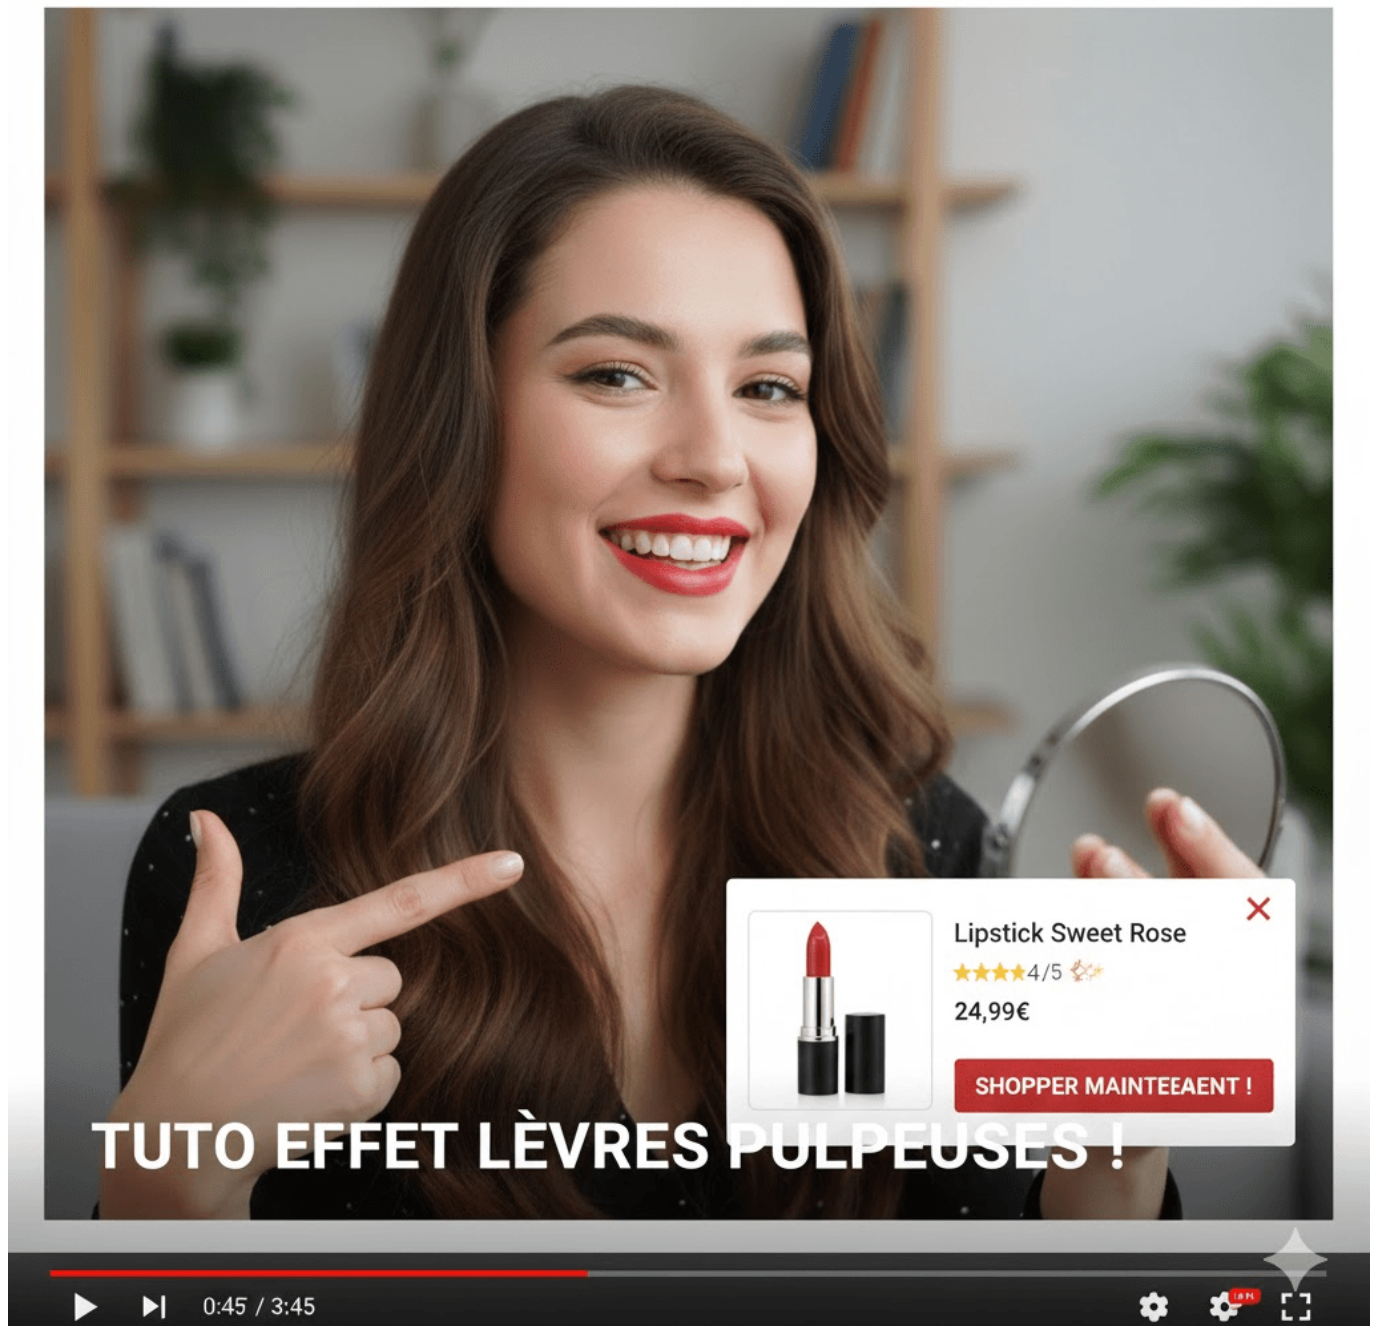 Lipstick Sweet Rose
4/5
24,99€
SHOPPER MAINTEEAENT !
TUTO EFFET LÈVRES PULPEUSES !
0:45 / 3:45